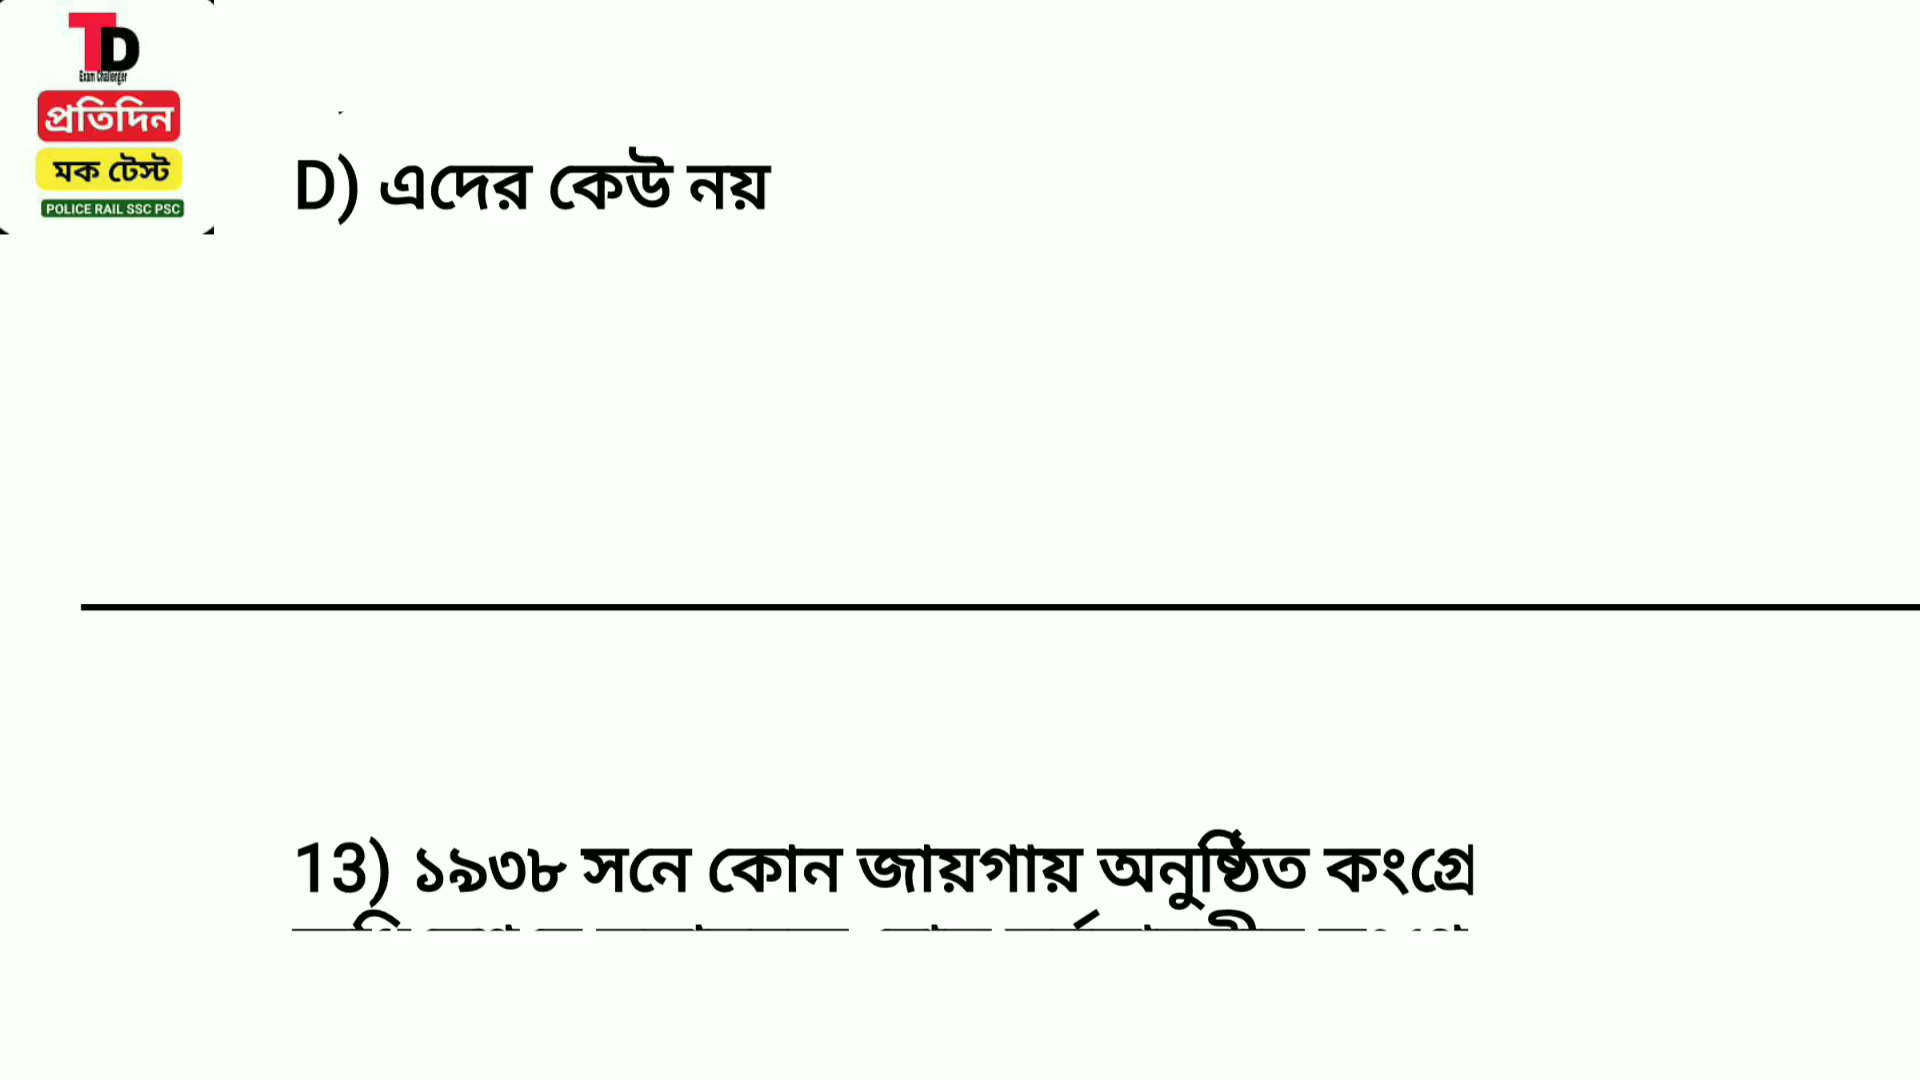 TD
Exam Challenger
প্রতিদিন
মক টেস্ট
POLICE RAIL SSC PSC
D) এদের কেউ নয়
13) ১৯৩৮ সনে কোন জায়গায় অনুষ্ঠিত কংগ্রে